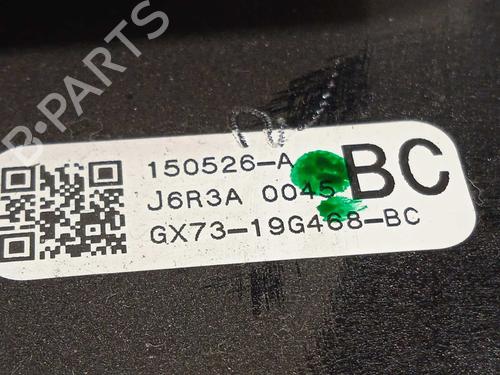 B-PARTS
150526-A
J6R3A 0045
BC
GX73-19G468-BC